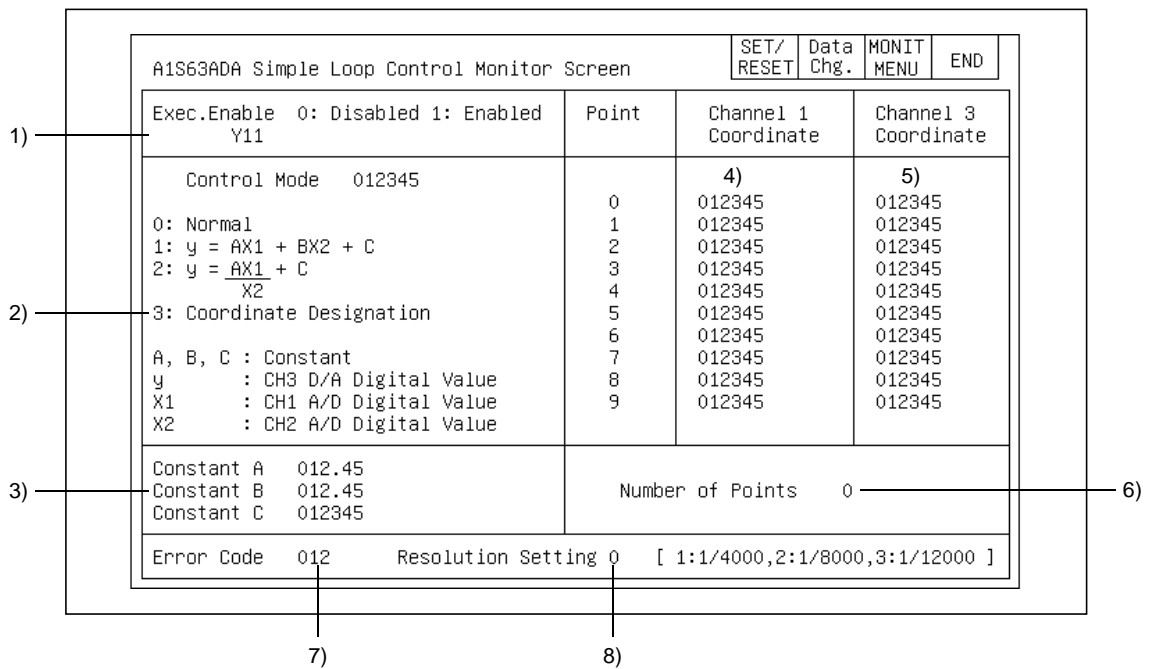 A1S63ADA Simple Loop Control Monitor Screen
SET/ RESET
Data Chg.
MONIT MENU
END
1)
Exec.Enable 0: Disabled 1: Enabled
Y11
Point
Channel 1
Coordinate
Channel 3
Coordinate
Control Mode 012345
0: Normal
1: y = AX1 + BX2 + C
2: y = AX1 + C
X2
2)
3: Coordinate Designation
A, B, C : Constant
y : CH3 D/A Digital Value
X1 : CH1 A/D Digital Value
X2 : CH2 A/D Digital Value
4) 5)
0 012345 012345
1 012345 012345
2 012345 012345
3 012345 012345
4 012345 012345
5 012345 012345
6 012345 012345
7 012345 012345
8 012345 012345
9 012345 012345
3)
Constant A 012.45
Constant B 012.45
Constant C 012345
Number of Points 0
6)
Error Code 012 Resolution Setting 0 [ 1:1/4000,2:1/8000,3:1/12000 ]
7) 8)